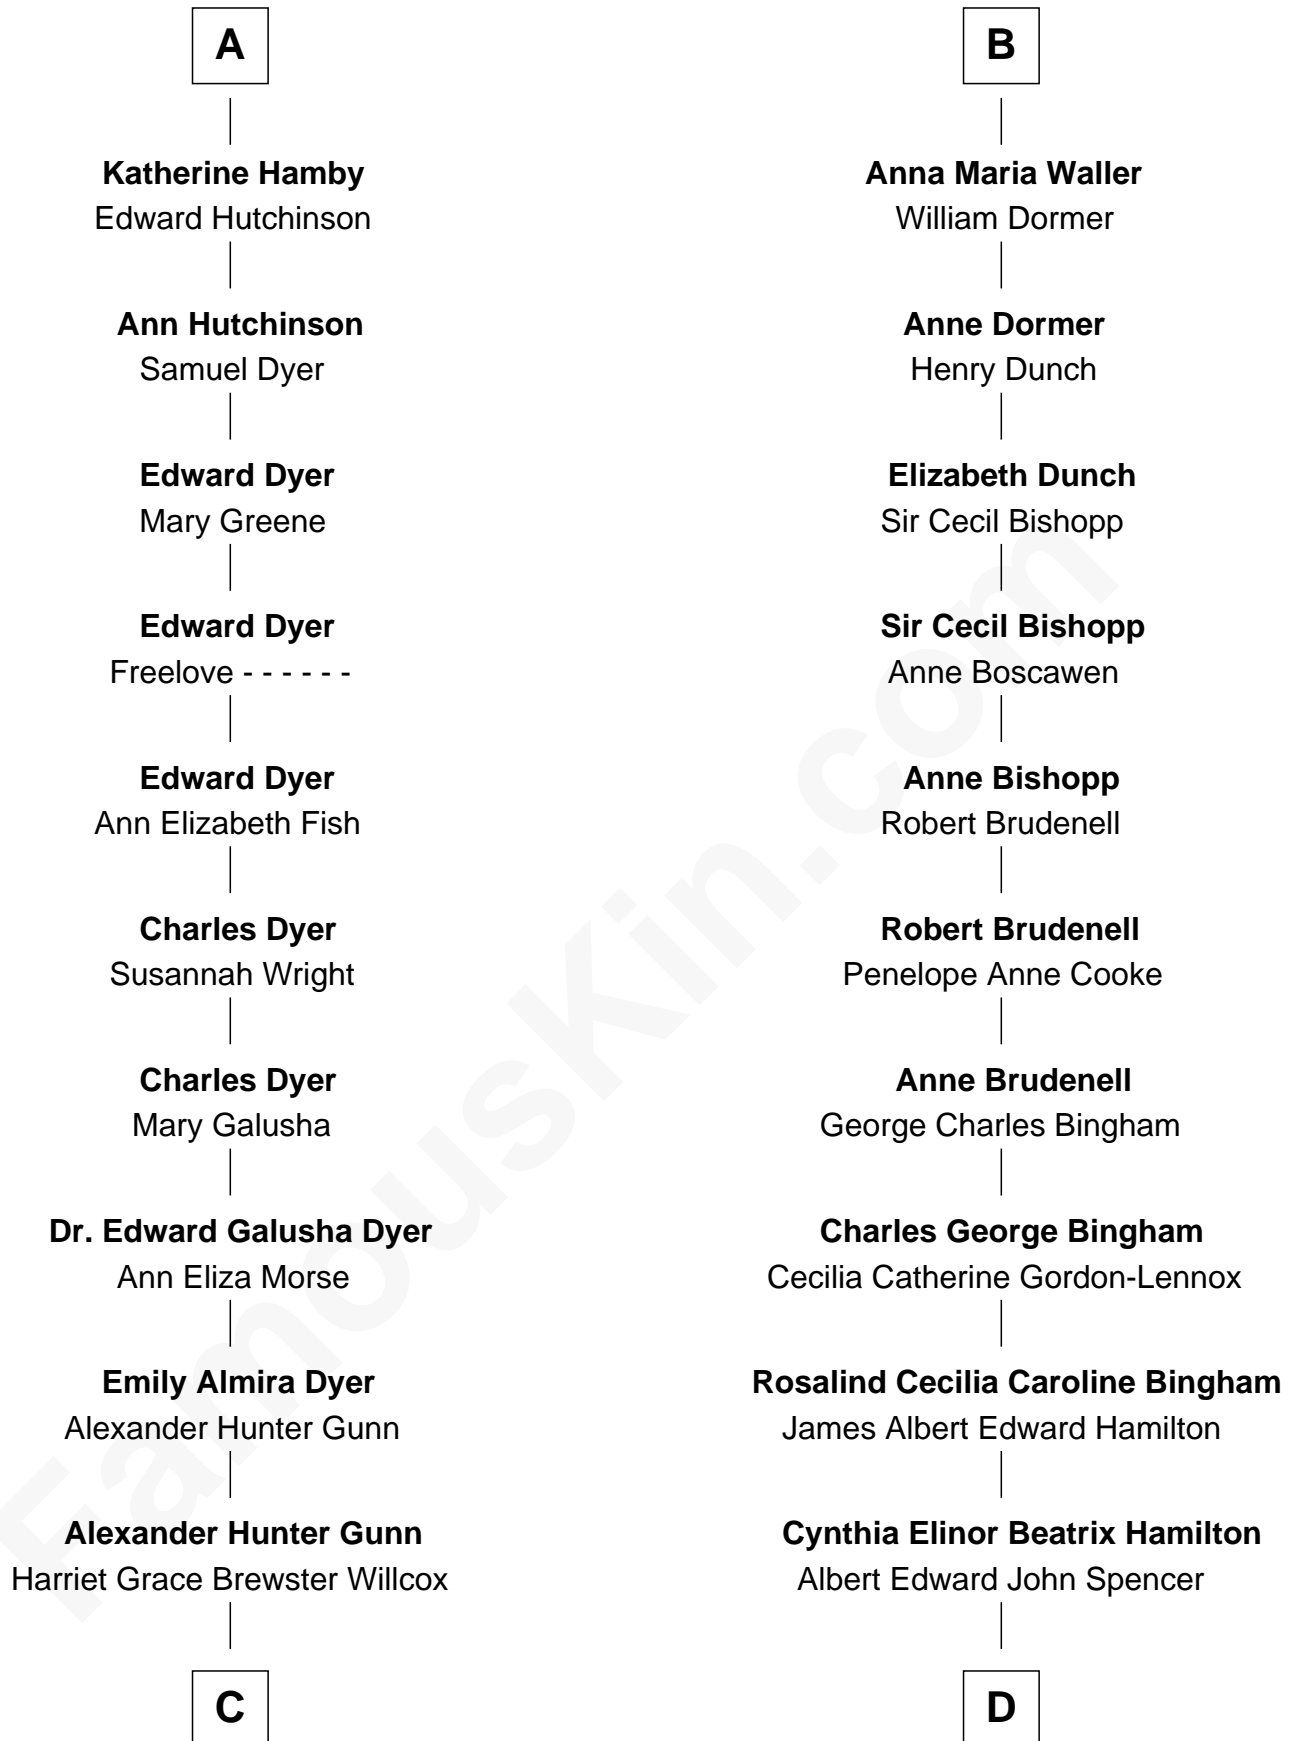 A
Katherine Hamby
Edward Hutchinson
Ann Hutchinson
Samuel Dyer
Edward Dyer
Mary Greene
Edward Dyer
Freelove - - - - - -
Edward Dyer
Ann Elizabeth Fish
Charles Dyer
Susannah Wright
Charles Dyer
Mary Galusha
Dr. Edward Galusha Dyer
Ann Eliza Morse
Emily Almira Dyer
Alexander Hunter Gunn
Alexander Hunter Gunn
Harriet Grace Brewster Willcox
C
B
Anna Maria Waller
William Dormer
Anne Dormer
Henry Dunch
Elizabeth Dunch
Sir Cecil Bishopp
Sir Cecil Bishopp
Anne Boscawen
Anne Bishopp
Robert Brudenell
Robert Brudenell
Penelope Anne Cooke
Anne Brudenell
George Charles Bingham
Charles George Bingham
Cecilia Catherine Gordon-Lennox
Rosalind Cecilia Caroline Bingham
James Albert Edward Hamilton
Cynthia Elinor Beatrix Hamilton
Albert Edward John Spencer
D
FamousKin.com